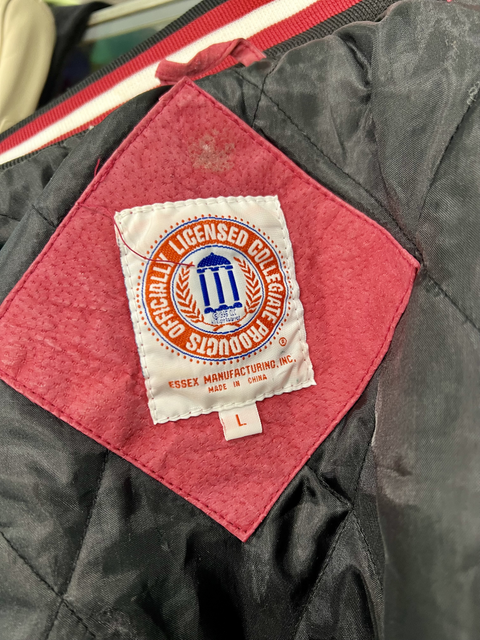 OFFICIALLY LICENSED COLLEGIATE PRODUCTS
®
ESSEX MANUFACTURING, INC.
MADE IN CHINA
L